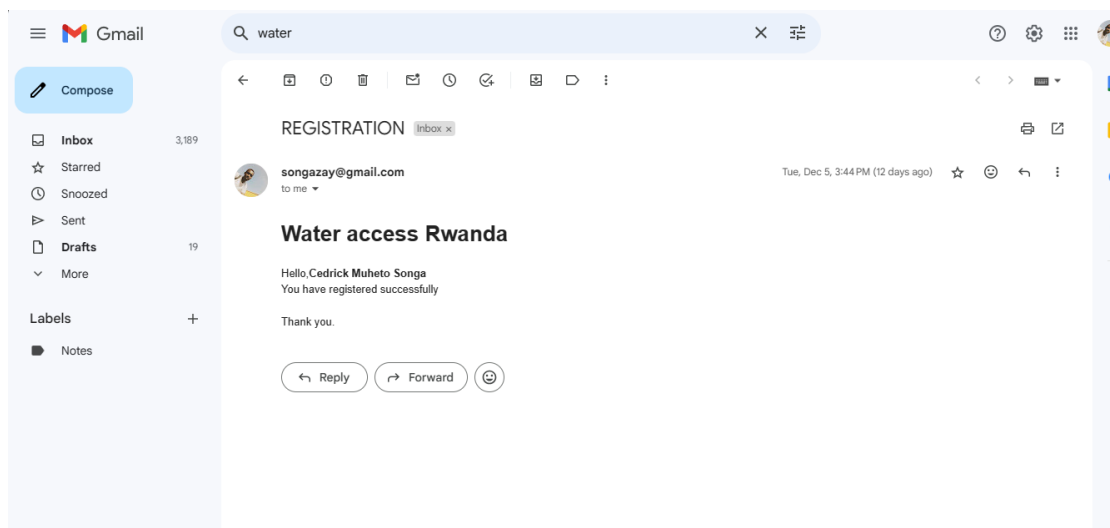 Gmail
water
Compose
Inbox 3,189
Starred
Snoozed
Sent
Drafts 19
More
Labels
Notes
REGISTRATION Inbox x
songazay@gmail.com Tue, Dec 5, 3:44 PM (12 days ago)
to me
Water access Rwanda
Hello,Cedrick Muheto Songa
You have registered successfully
Thank you.
Reply Forward